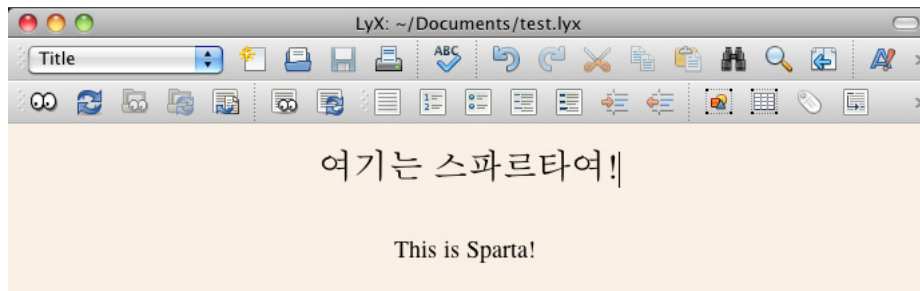 LyX: ~/Documents/test.lyx
Title
ABC
여기는 스파르타여!
This is Sparta!